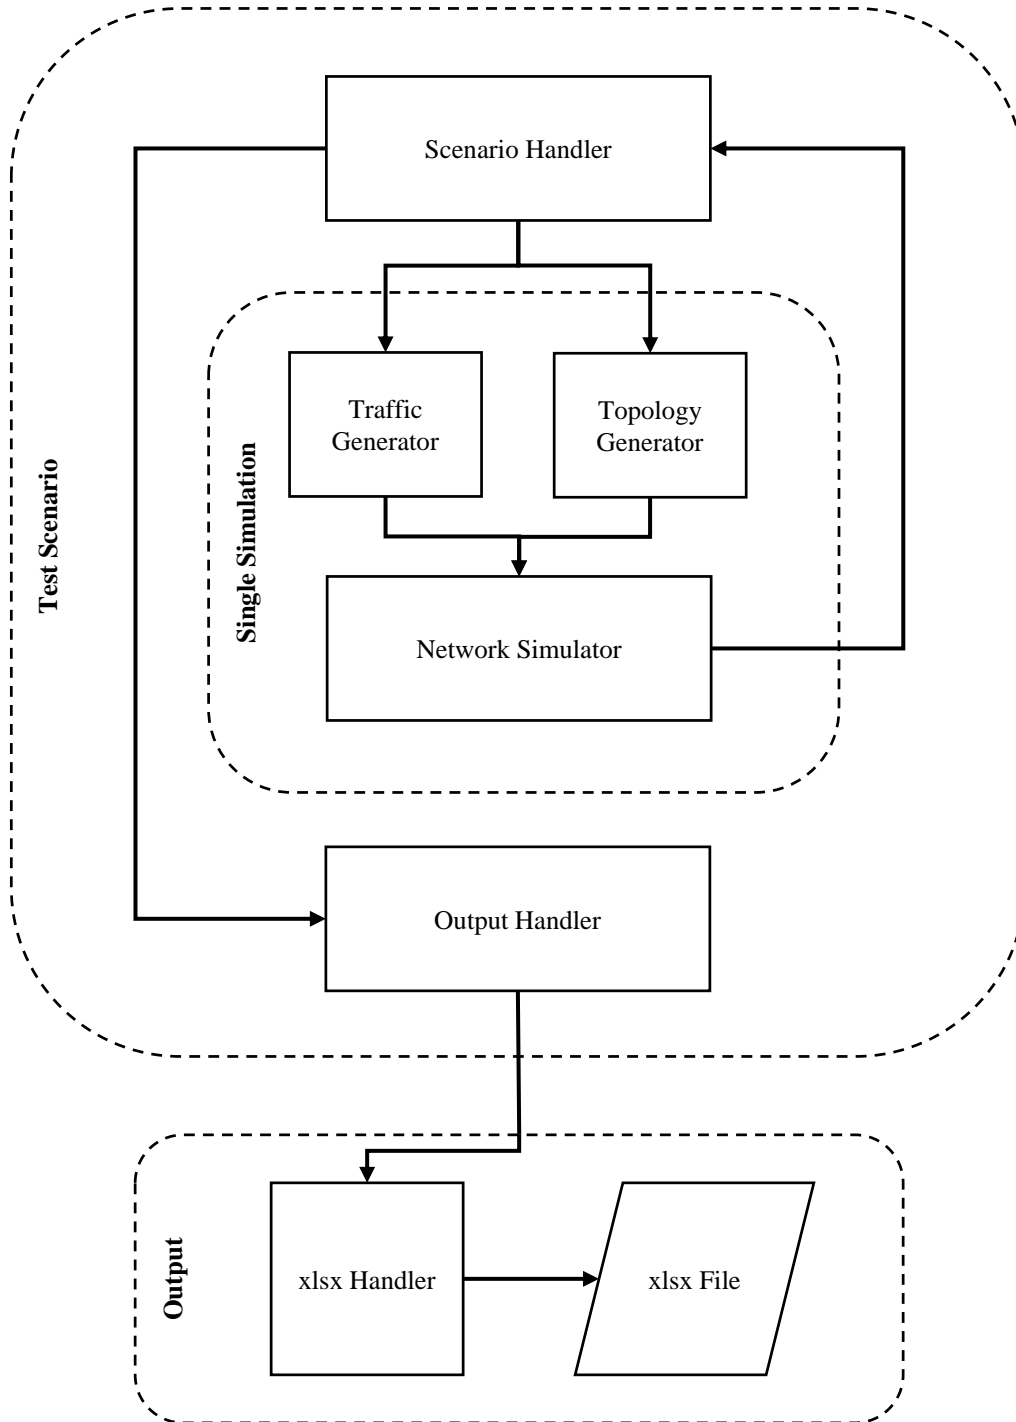 Scenario Handler
Traffic
Generator
Topology
Generator
Test Scenario
Single Simulation
Network Simulator
Output Handler
Output
xlsx Handler
xlsx File